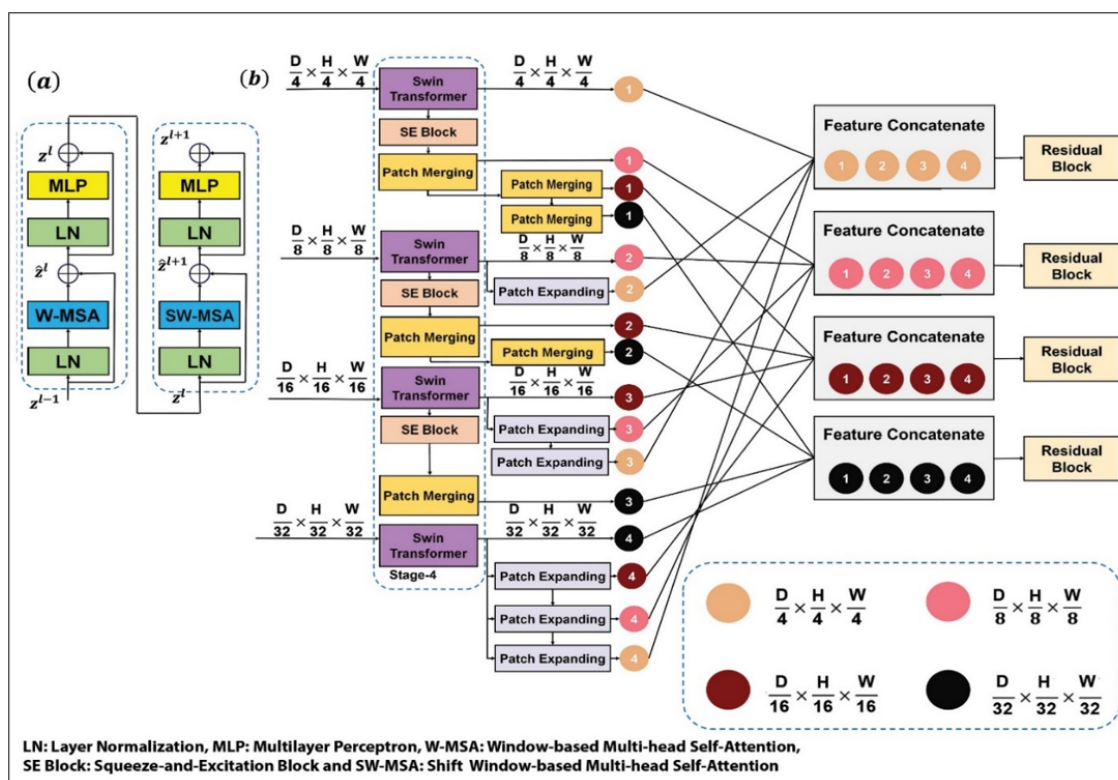 (a)
z^l
MLP
LN
ẑ^l
W-MSA
LN
z^{l−1}
z^{l+1}
MLP
LN
ẑ^{l+1}
SW-MSA
LN
z^l
(b)
D/4 × H/4 × W/4
Swin Transformer
D/4 × H/4 × W/4
1
SE Block
Patch Merging
1
Patch Merging
1
Patch Merging
1
D/8 × H/8 × W/8
Swin Transformer
D/8 × H/8 × W/8
2
Patch Expanding
2
SE Block
Patch Merging
2
Patch Merging
2
D/16 × H/16 × W/16
Swin Transformer
D/16 × H/16 × W/16
3
SE Block
Patch Expanding
3
Patch Expanding
3
Patch Merging
3
D/32 × H/32 × W/32
Swin Transformer
D/32 × H/32 × W/32
4
Stage-4
Patch Expanding
4
Patch Expanding
4
Patch Expanding
4
Feature Concatenate
1 2 3 4
Residual Block
Feature Concatenate
1 2 3 4
Residual Block
Feature Concatenate
1 2 3 4
Residual Block
Feature Concatenate
1 2 3 4
Residual Block
D/4 × H/4 × W/4
D/8 × H/8 × W/8
D/16 × H/16 × W/16
D/32 × H/32 × W/32
LN: Layer Normalization, MLP: Multilayer Perceptron, W-MSA: Window-based Multi-head Self-Attention,
SE Block: Squeeze-and-Excitation Block and SW-MSA: Shift Window-based Multi-head Self-Attention